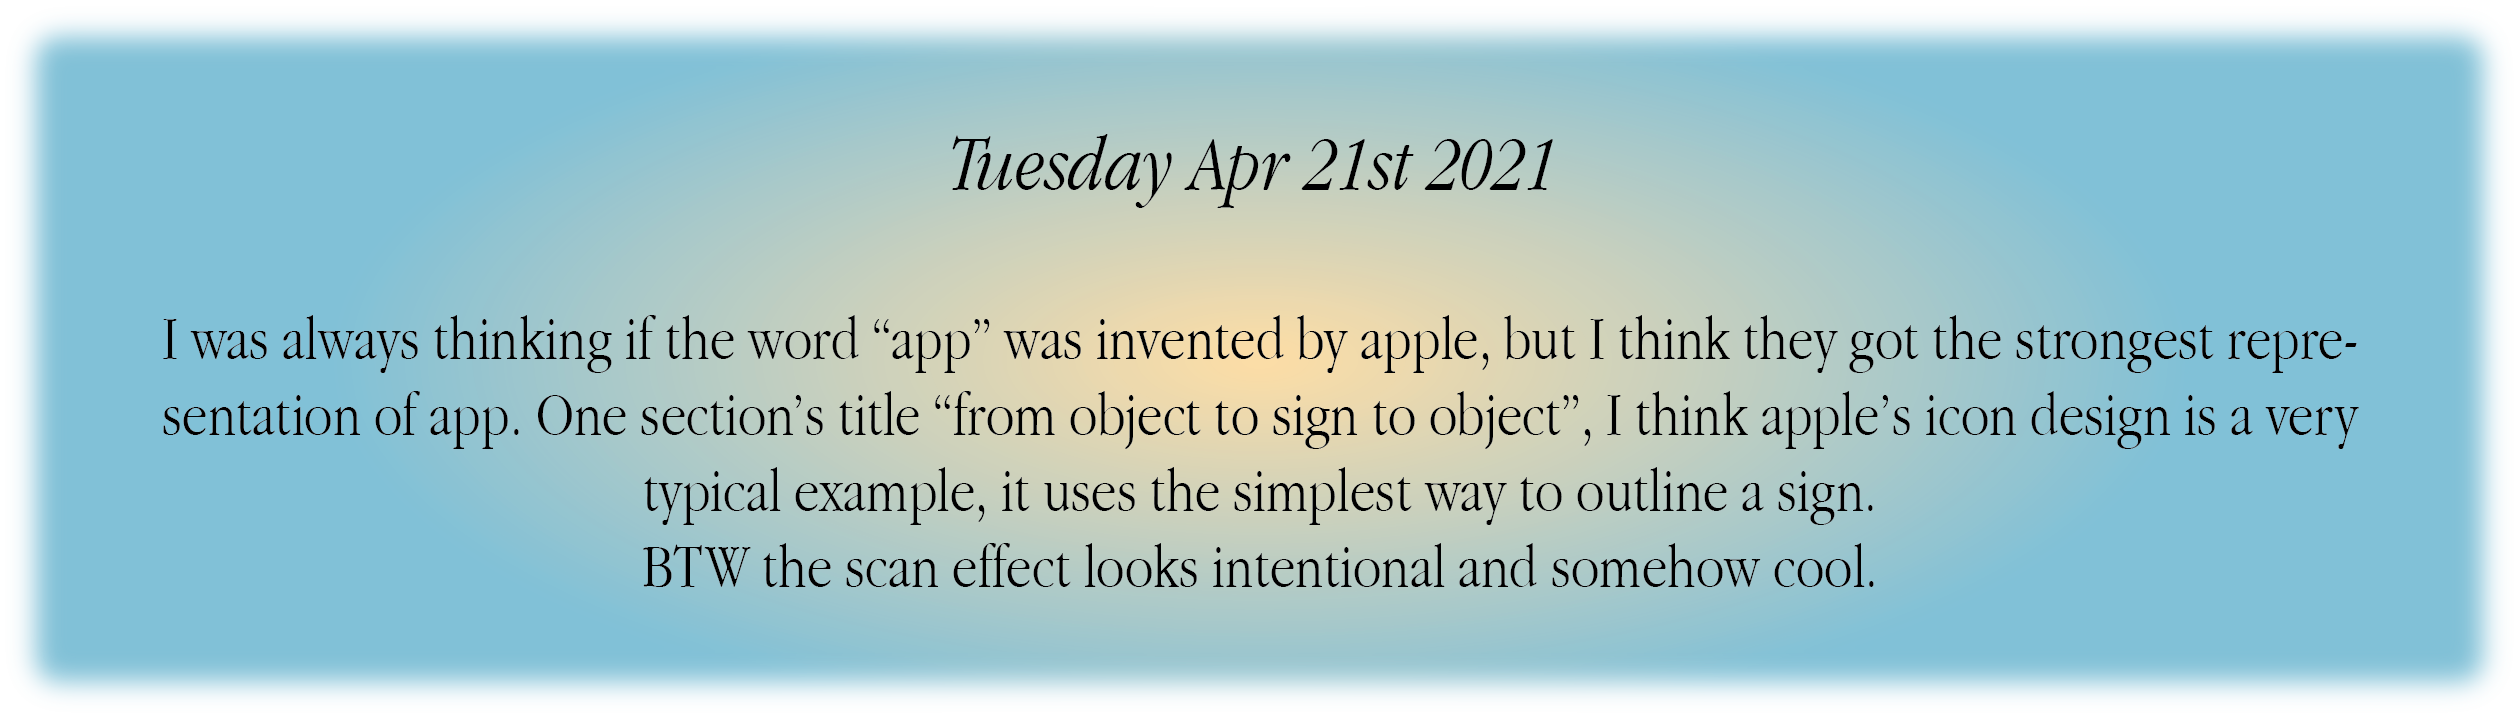 Tuesday Apr 21st 2021
I was always thinking if the word “app” was invented by apple, but I think they got the strongest repre-
sentation of app. One section’s title “from object to sign to object”, I think apple’s icon design is a very
typical example, it uses the simplest way to outline a sign.
BTW the scan effect looks intentional and somehow cool.